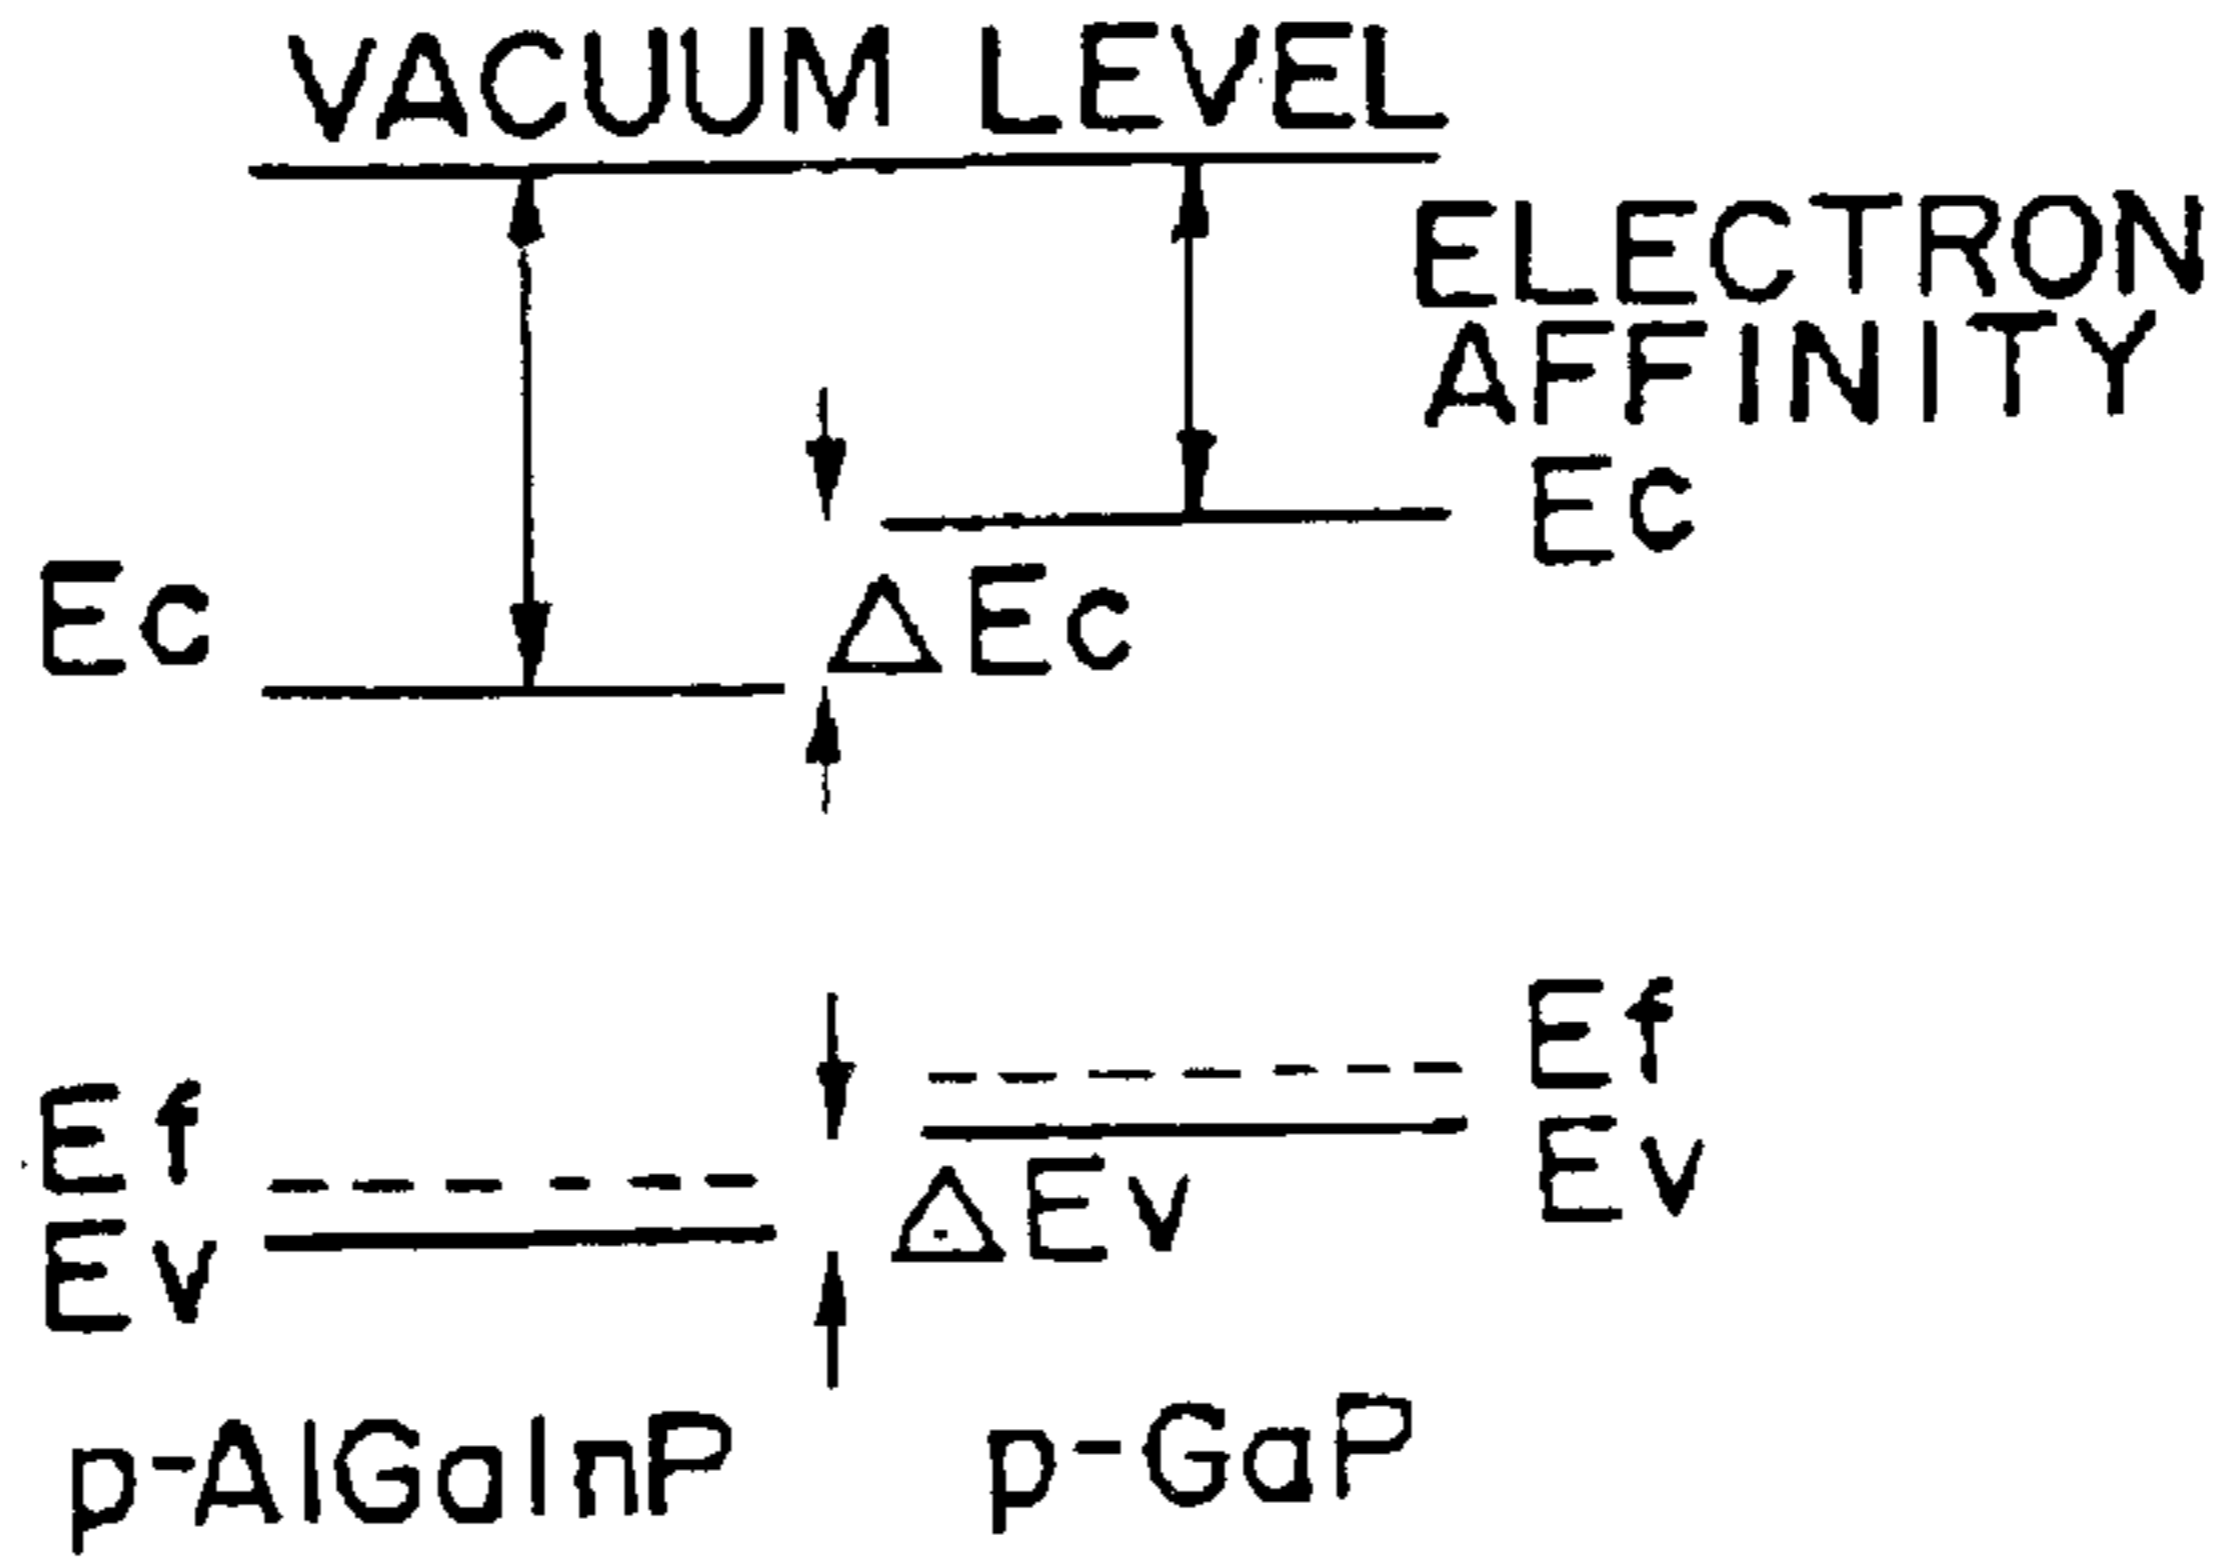 VACUUM LEVEL
ELECTRON
AFFINITY
Ec
Ec
ΔEc
Ef
Ef
Ev
ΔEv
Ev
p-AlGaInP
p-GaP